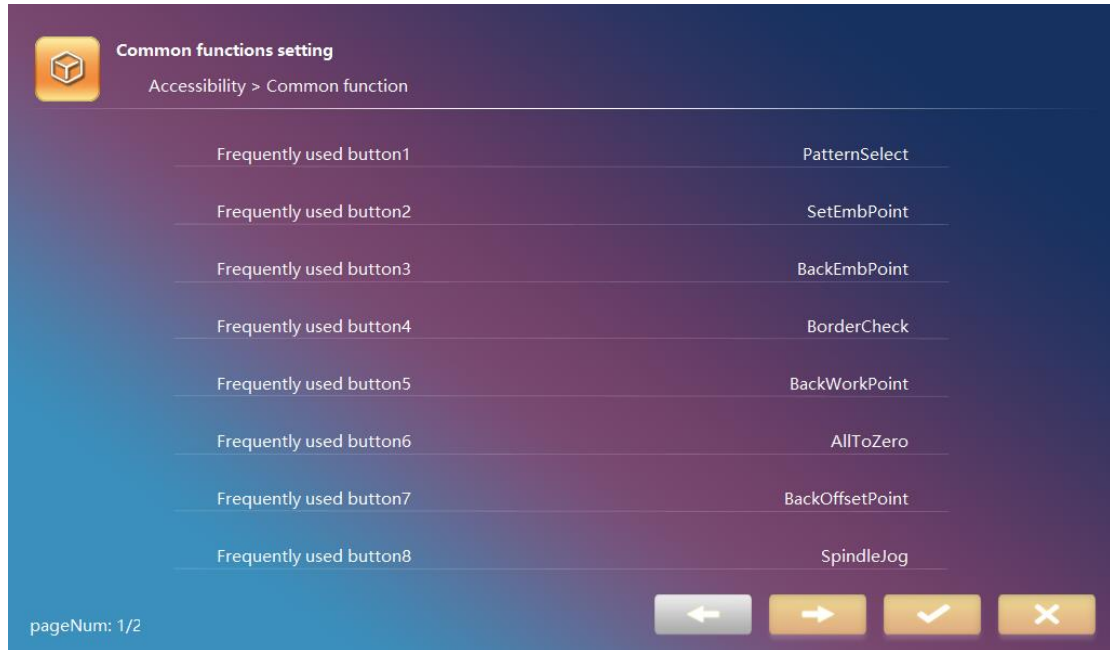 Common functions setting
Accessibility > Common function
Frequently used button1 PatternSelect
Frequently used button2 SetEmbPoint
Frequently used button3 BackEmbPoint
Frequently used button4 BorderCheck
Frequently used button5 BackWorkPoint
Frequently used button6 AllToZero
Frequently used button7 BackOffsetPoint
Frequently used button8 SpindleJog
pageNum: 1/2